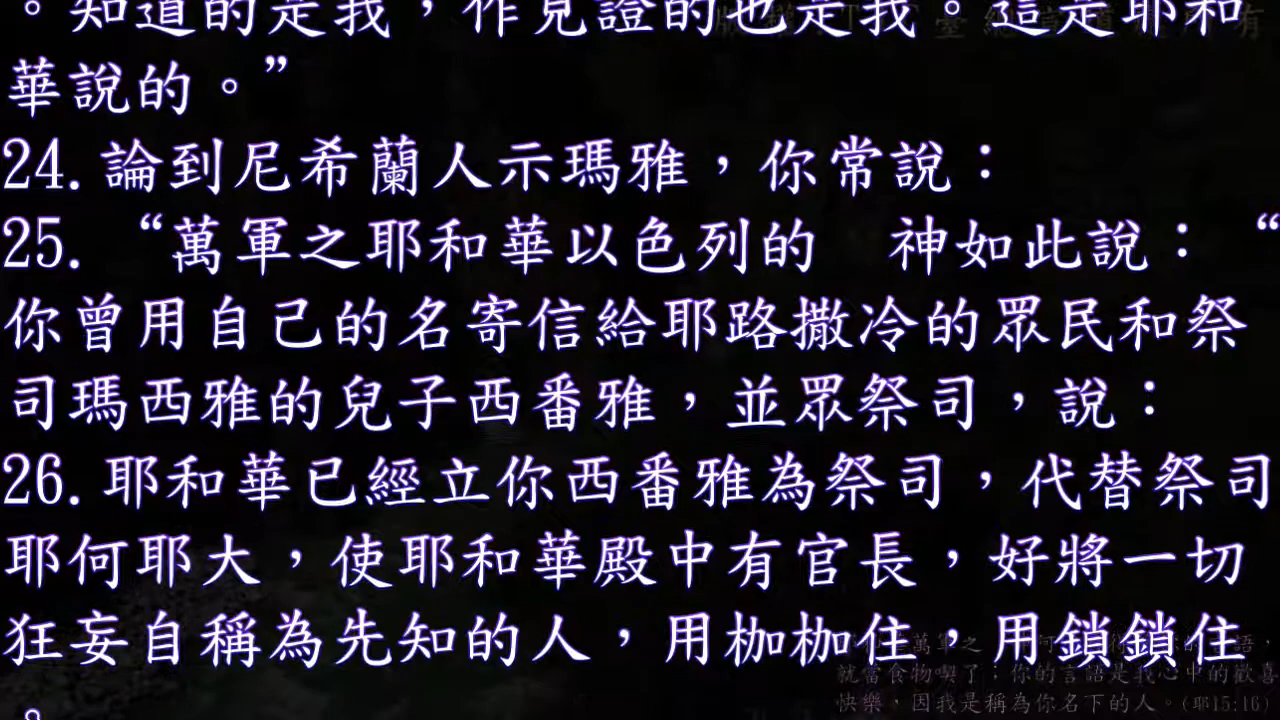 。知道的是我，作見證的也是我。這是耶和
華說的。”
24. 論到尼希蘭人示瑪雅，你常說：
25. “萬軍之耶和華以色列的　神如此說：“
你曾用自己的名寄信給耶路撒冷的眾民和祭
司瑪西雅的兒子西番雅，並眾祭司，說：
26. 耶和華已經立你西番雅為祭司，代替祭司
耶何耶大，使耶和華殿中有官長，好將一切
狂妄自稱為先知的人，用枷枷住，用鎖鎖住
。
就當食物喫了；你的言語是我心中的歡喜
快樂，因我是稱為你名下的人。(耶15:16)